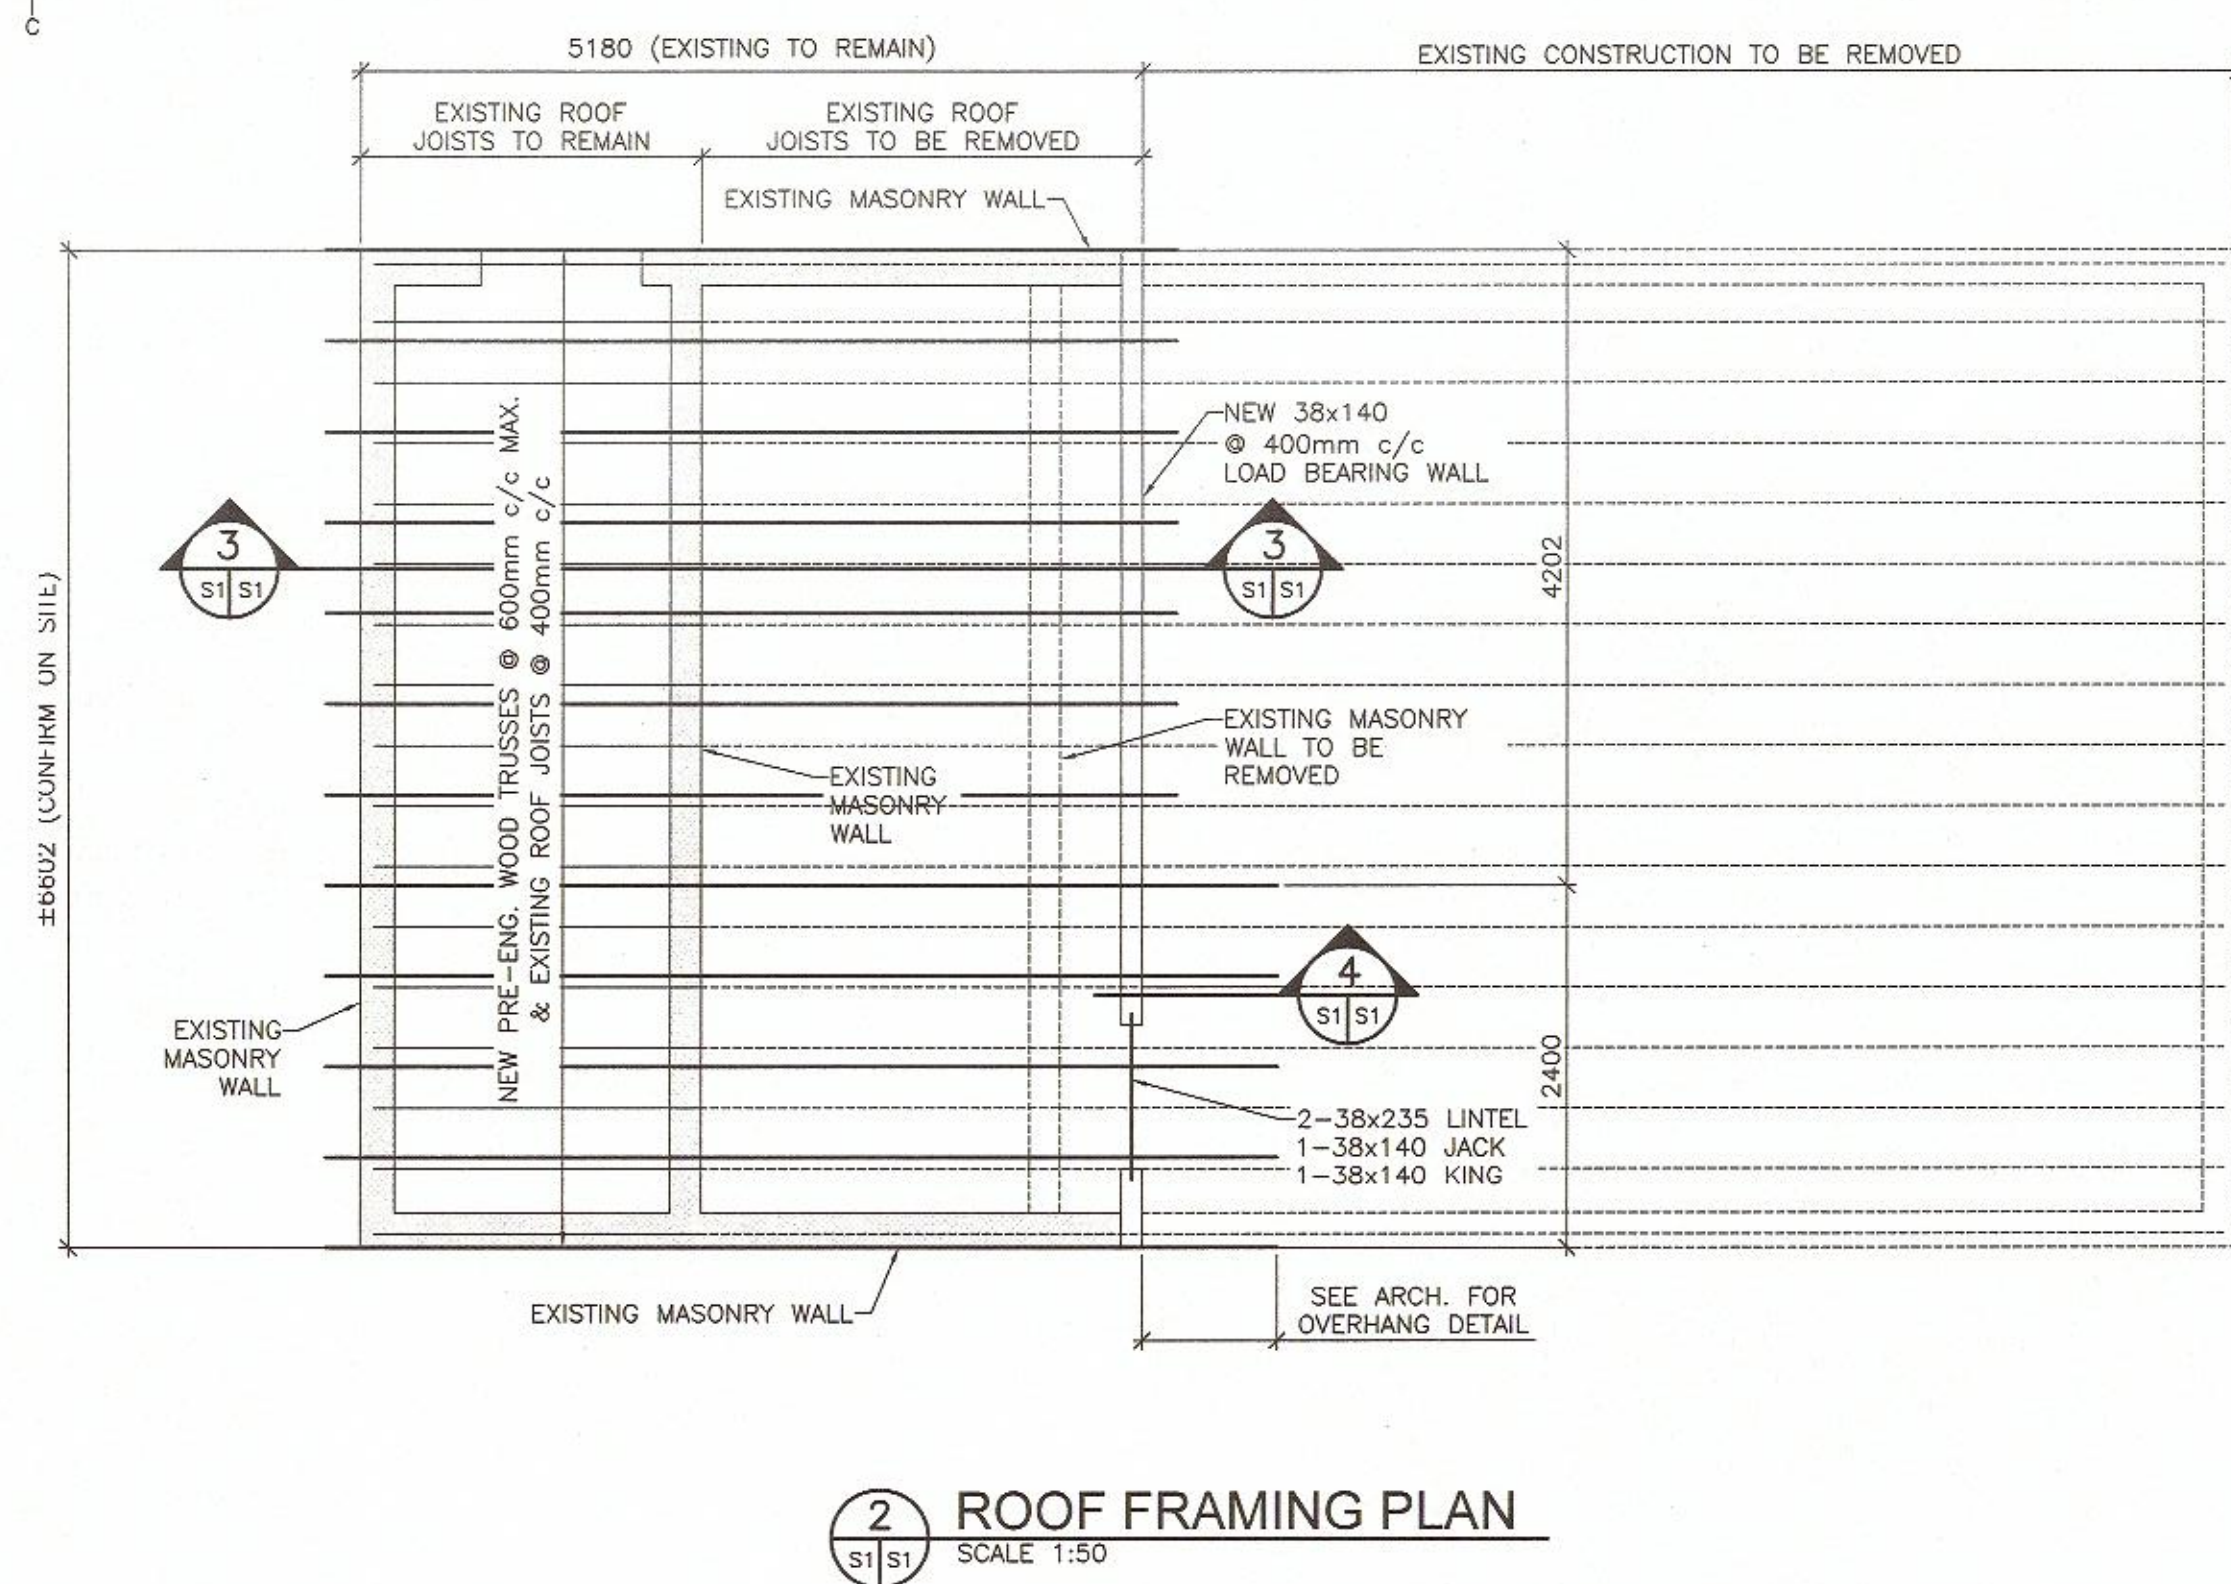 C
5180 (EXISTING TO REMAIN)
EXISTING CONSTRUCTION TO BE REMOVED
EXISTING ROOF
JOISTS TO REMAIN
EXISTING ROOF
JOISTS TO BE REMOVED
EXISTING MASONRY WALL
NEW 38x140
@ 400mm c/c
LOAD BEARING WALL
NEW PRE-ENG. WOOD TRUSSES @ 600mm c/c MAX.
& EXISTING ROOF JOISTS @ 400mm c/c
3
S1 S1
3
S1 S1
4202
±6602 (CONFIRM ON SITE)
EXISTING MASONRY
WALL TO BE
REMOVED
EXISTING
MASONRY
WALL
4
S1 S1
EXISTING
MASONRY
WALL
2400
2-38x235 LINTEL
1-38x140 JACK
1-38x140 KING
EXISTING MASONRY WALL
SEE ARCH. FOR
OVERHANG DETAIL
2
S1 S1
ROOF FRAMING PLAN
SCALE 1:50